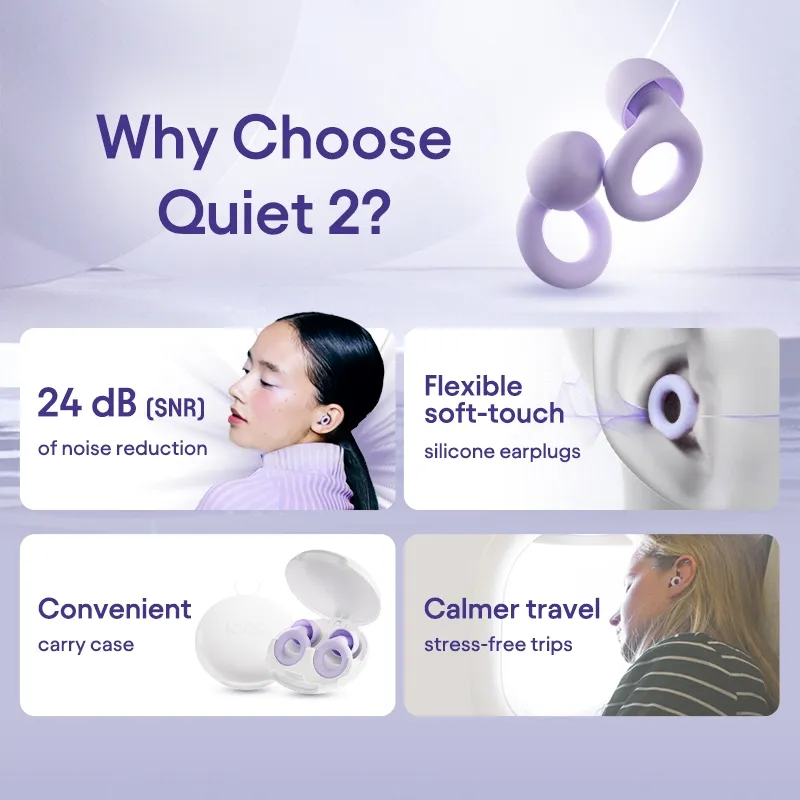 Why Choose
Quiet 2?
24 dB (SNR)
of noise reduction
Flexible
soft-touch
silicone earplugs
Convenient
carry case
Calmer travel
stress-free trips